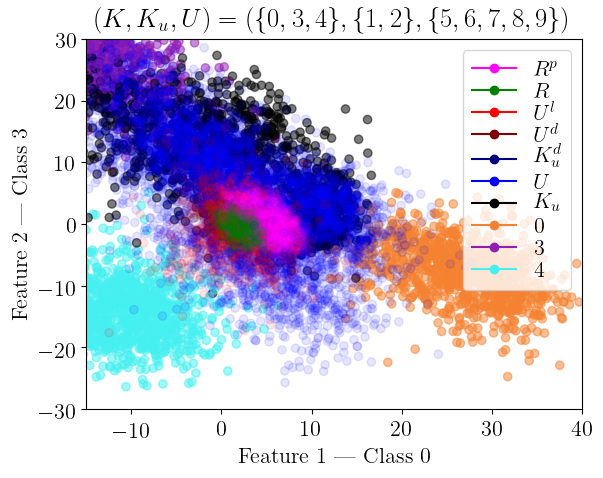 (K, K_u, U) = ({0, 3, 4}, {1, 2}, {5, 6, 7, 8, 9})
30
20
10
0
−10
−20
−30
Feature 2 — Class 3
R^p
R
U^l
U^d
K_u^d
U
K_u
0
3
4
−10
0
10
20
30
40
Feature 1 — Class 0